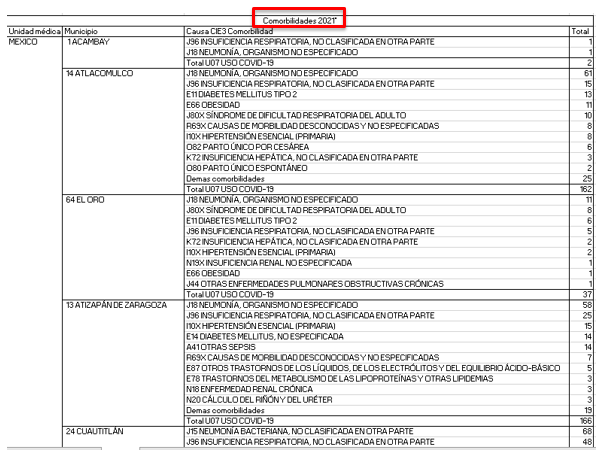 Comorbilidades 2021*
Unidad médica Municipio Causa CIE3 Comorbilidad Total
MEXICO 1 ACAMBAY J96 INSUFICIENCIA RESPIRATORIA, NO CLASIFICADA EN OTRA PARTE 1
J18 NEUMONÍA, ORGANISMO NO ESPECIFICADO 1
Total U07 USO COVID-19 2
14 ATLACOMULCO J18 NEUMONÍA, ORGANISMO NO ESPECIFICADO 61
J96 INSUFICIENCIA RESPIRATORIA, NO CLASIFICADA EN OTRA PARTE 15
E11 DIABETES MELLITUS TIPO 2 13
E66 OBESIDAD 11
J80X SÍNDROME DE DIFICULTAD RESPIRATORIA DEL ADULTO 10
R69X CAUSAS DE MORBILIDAD DESCONOCIDAS Y NO ESPECIFICADAS 8
I10X HIPERTENSIÓN ESENCIAL (PRIMARIA) 8
O82 PARTO ÚNICO POR CESÁREA 6
K72 INSUFICIENCIA HEPÁTICA, NO CLASIFICADA EN OTRA PARTE 3
O80 PARTO ÚNICO ESPONTÁNEO 2
Demas comorbilidades 25
Total U07 USO COVID-19 162
64 EL ORO J18 NEUMONÍA, ORGANISMO NO ESPECIFICADO 11
J80X SÍNDROME DE DIFICULTAD RESPIRATORIA DEL ADULTO 8
E11 DIABETES MELLITUS TIPO 2 6
J96 INSUFICIENCIA RESPIRATORIA, NO CLASIFICADA EN OTRA PARTE 5
K72 INSUFICIENCIA HEPÁTICA, NO CLASIFICADA EN OTRA PARTE 2
I10X HIPERTENSIÓN ESENCIAL (PRIMARIA) 2
N19X INSUFICIENCIA RENAL NO ESPECIFICADA 1
E66 OBESIDAD 1
J44 OTRAS ENFERMEDADES PULMONARES OBSTRUCTIVAS CRÓNICAS 1
Total U07 USO COVID-19 37
13 ATIZAPÁN DE ZARAGOZA J18 NEUMONÍA, ORGANISMO NO ESPECIFICADO 58
J96 INSUFICIENCIA RESPIRATORIA, NO CLASIFICADA EN OTRA PARTE 25
I10X HIPERTENSIÓN ESENCIAL (PRIMARIA) 15
E14 DIABETES MELLITUS, NO ESPECIFICADA 14
A41 OTRAS SEPSIS 14
R69X CAUSAS DE MORBILIDAD DESCONOCIDAS Y NO ESPECIFICADAS 7
E87 OTROS TRASTORNOS DE LOS LÍQUIDOS, DE LOS ELECTRÓLITOS Y DEL EQUILIBRIO ÁCIDO-BÁSICO 5
E78 TRASTORNOS DEL METABOLISMO DE LAS LIPOPROTEÍNAS Y OTRAS LIPIDEMIAS 3
N18 ENFERMEDAD RENAL CRÓNICA 3
N20 CÁLCULO DEL RIÑÓN Y DEL URÉTER 3
Demas comorbilidades 19
Total U07 USO COVID-19 166
24 CUAUTITLÁN J15 NEUMONÍA BACTERIANA, NO CLASIFICADA EN OTRA PARTE 68
J96 INSUFICIENCIA RESPIRATORIA, NO CLASIFICADA EN OTRA PARTE 48